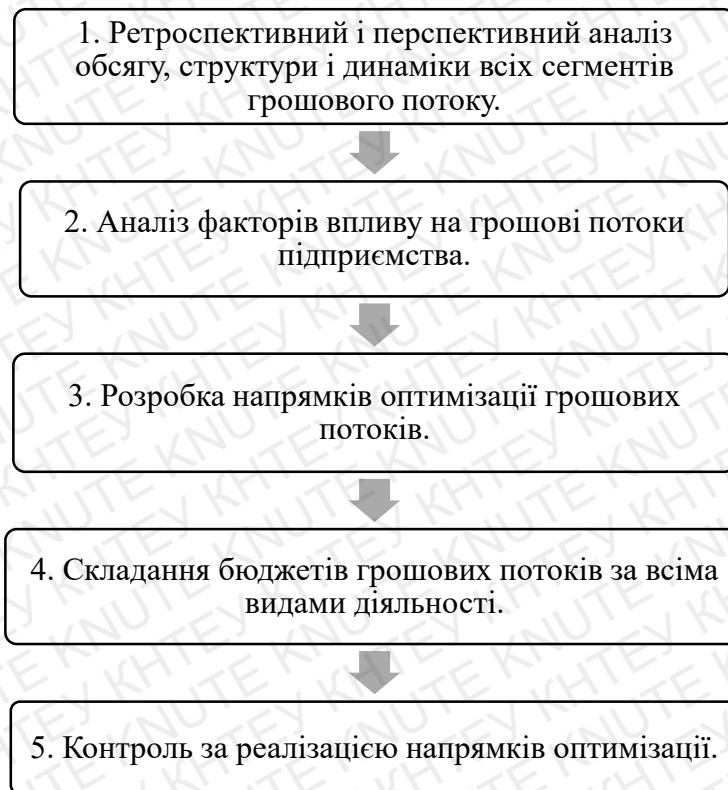 1. Ретроспективний і перспективний аналіз
обсягу, структури і динаміки всіх сегментів
грошового потоку.
2. Аналіз факторів впливу на грошові потоки
підприємства.
3. Розробка напрямків оптимізації грошових
потоків.
4. Складання бюджетів грошових потоків за всіма
видами діяльності.
5. Контроль за реалізацією напрямків оптимізації.